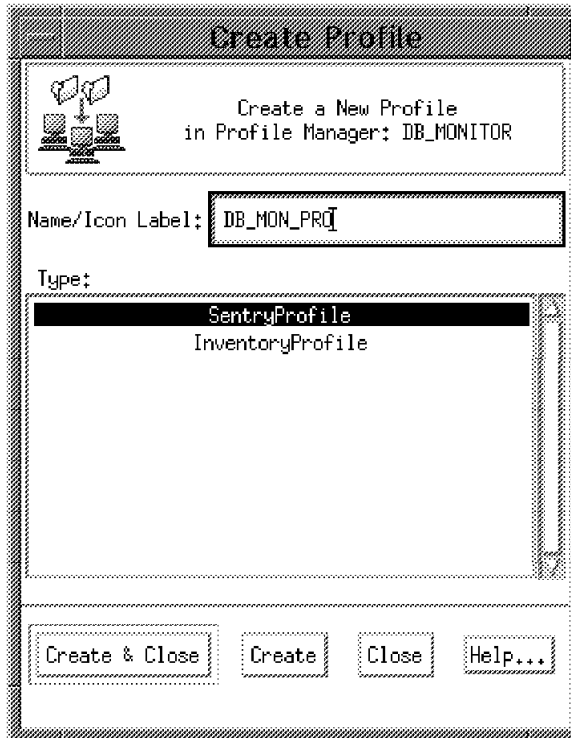 Create Profile
Create a New Profile
in Profile Manager: DB_MONITOR
Name/Icon Label: DB_MON_PRO
Type:
SentryProfile
InventoryProfile
Create & Close Create Close Help...